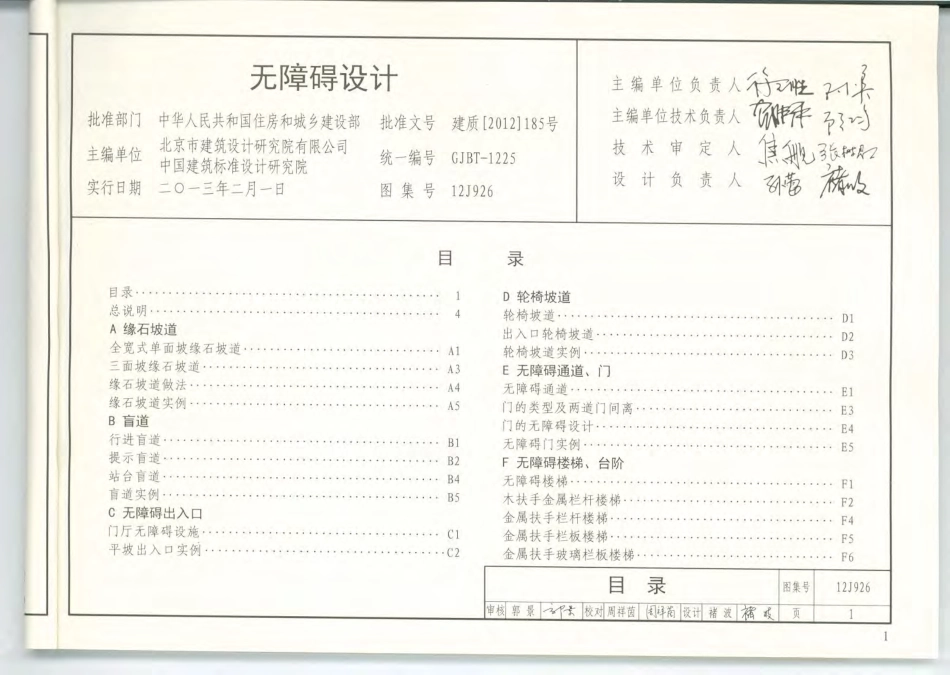 无障碍设计
批准部门 中华人民共和国住房和城乡建设部 批准文号 建质[2012]185号
主编单位 北京市建筑设计研究院有限公司
中国建筑标准设计研究院
统一编号 GJBT-1225
实行日期 二〇一三年二月一日 图集号 12J926
主编单位负责人
主编单位技术负责人
技术审定人
设计负责人
目 录
目录 1
总说明 4
A 缘石坡道
全宽式单面坡缘石坡道 A1
三面坡缘石坡道 A3
缘石坡道做法 A4
缘石坡道实例 A5
B 盲道
行进盲道 B1
提示盲道 B2
站台盲道 B4
盲道实例 B5
C 无障碍出入口
门厅无障碍设施 C1
平坡出入口实例 C2
D 轮椅坡道
轮椅坡道 D1
出入口轮椅坡道 D2
轮椅坡道实例 D3
E 无障碍通道、门
无障碍通道 E1
门的类型及两道门间离 E3
门的无障碍设计 E4
无障碍门实例 E5
F 无障碍楼梯、台阶
无障碍楼梯 F1
木扶手金属栏杆楼梯 F2
金属扶手栏杆楼梯 F4
金属扶手栏板楼梯 F5
金属扶手玻璃栏板楼梯 F6
目 录 图集号 12J926
审核 郭景 校对 周祥茵 设计 褚波 页 1
1